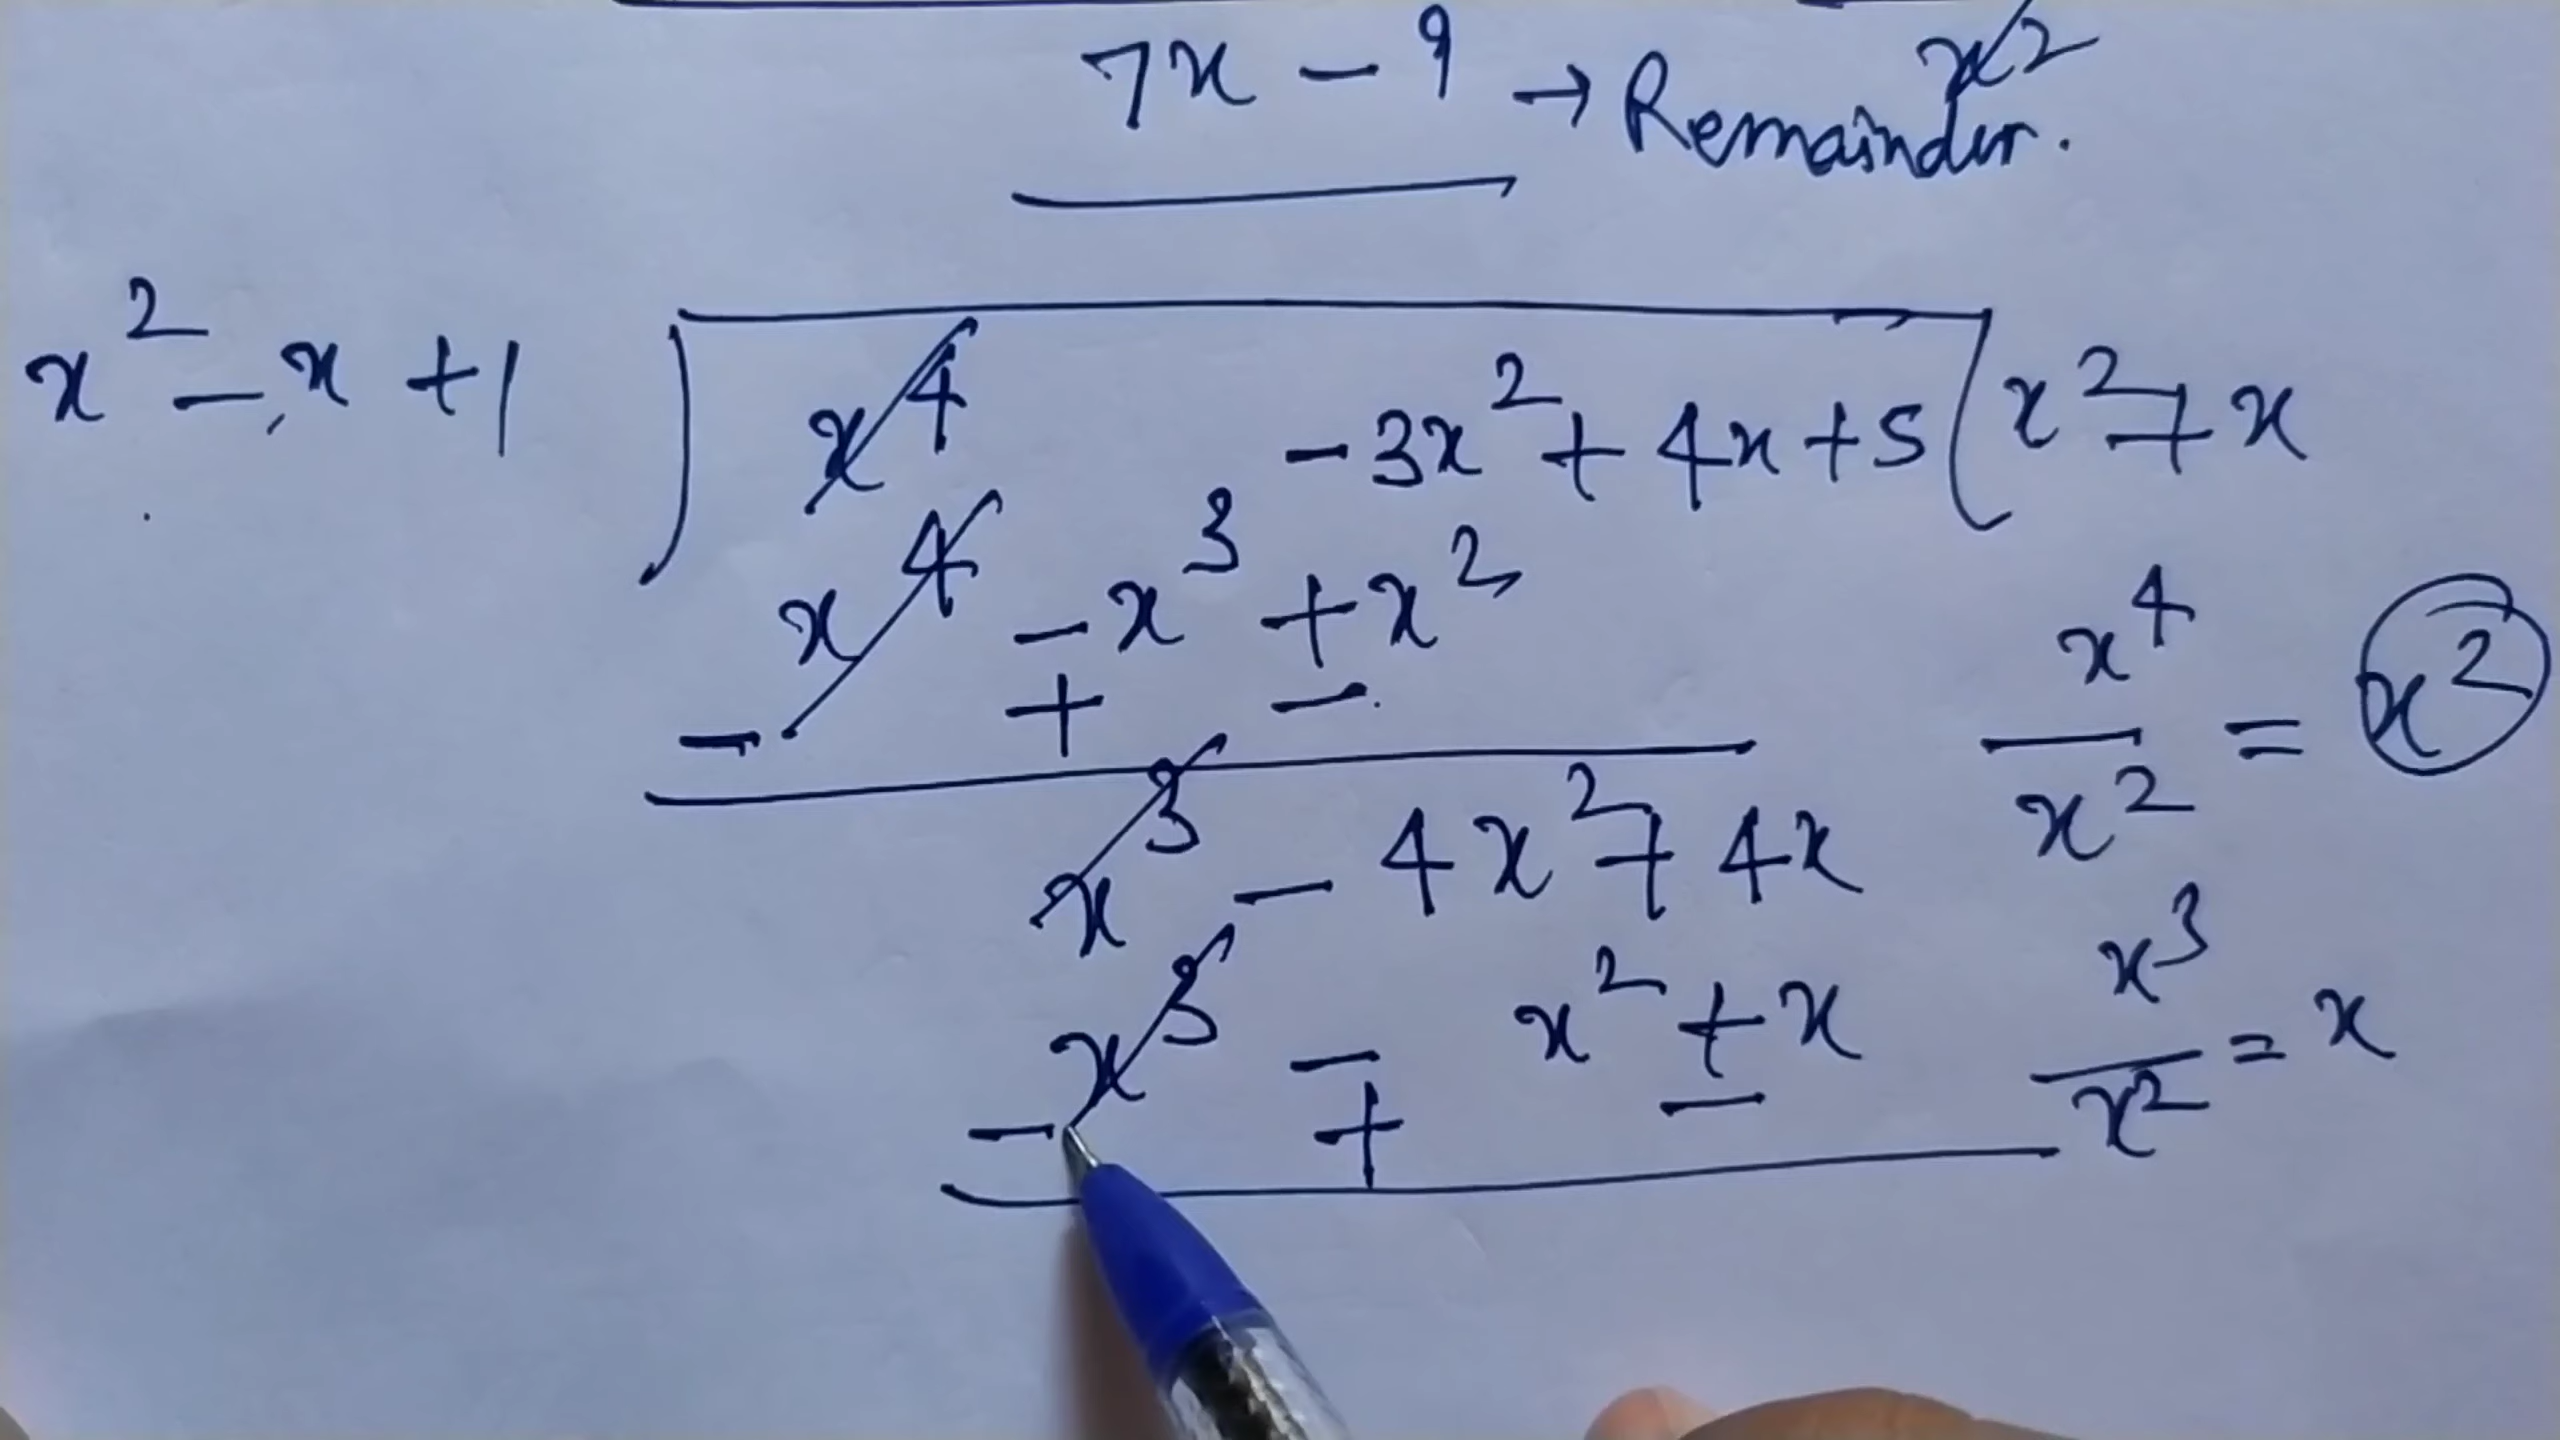 7x - 9 → Remainder.
x²
x² - x + 1
x⁴ - 3x² + 4x + 5 ( x² + x
x⁴ - x³ + x²
- + -
x⁴/x² = x²
x³ - 4x² + 4x
x³ - x² + x
- + -
x³/x² = x